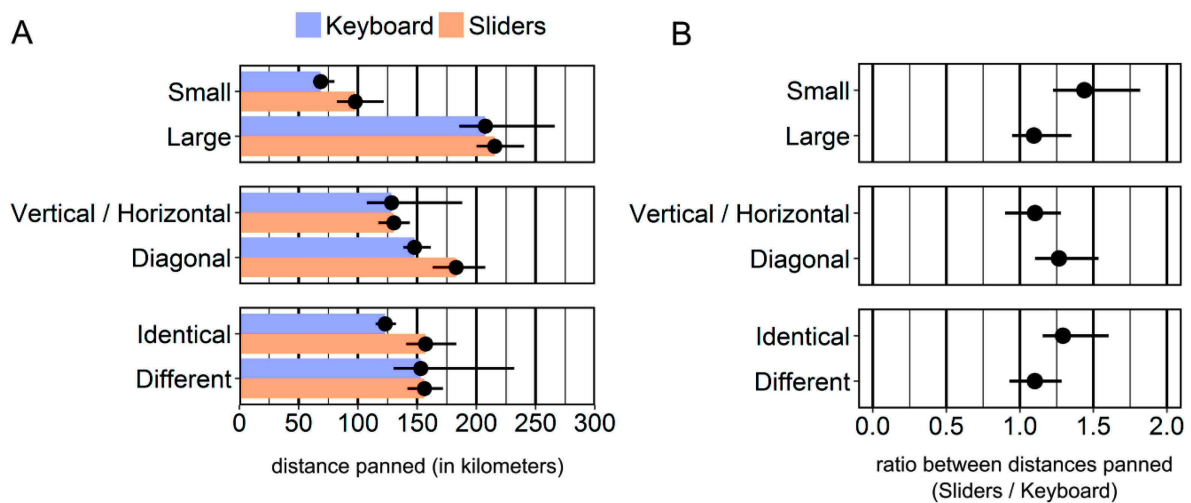 A
Keyboard Sliders
Small
Large
Vertical / Horizontal
Diagonal
Identical
Different
0 50 100 150 200 250 300
distance panned (in kilometers)
B
Small
Large
Vertical / Horizontal
Diagonal
Identical
Different
0.0 0.5 1.0 1.5 2.0
ratio between distances panned
(Sliders / Keyboard)